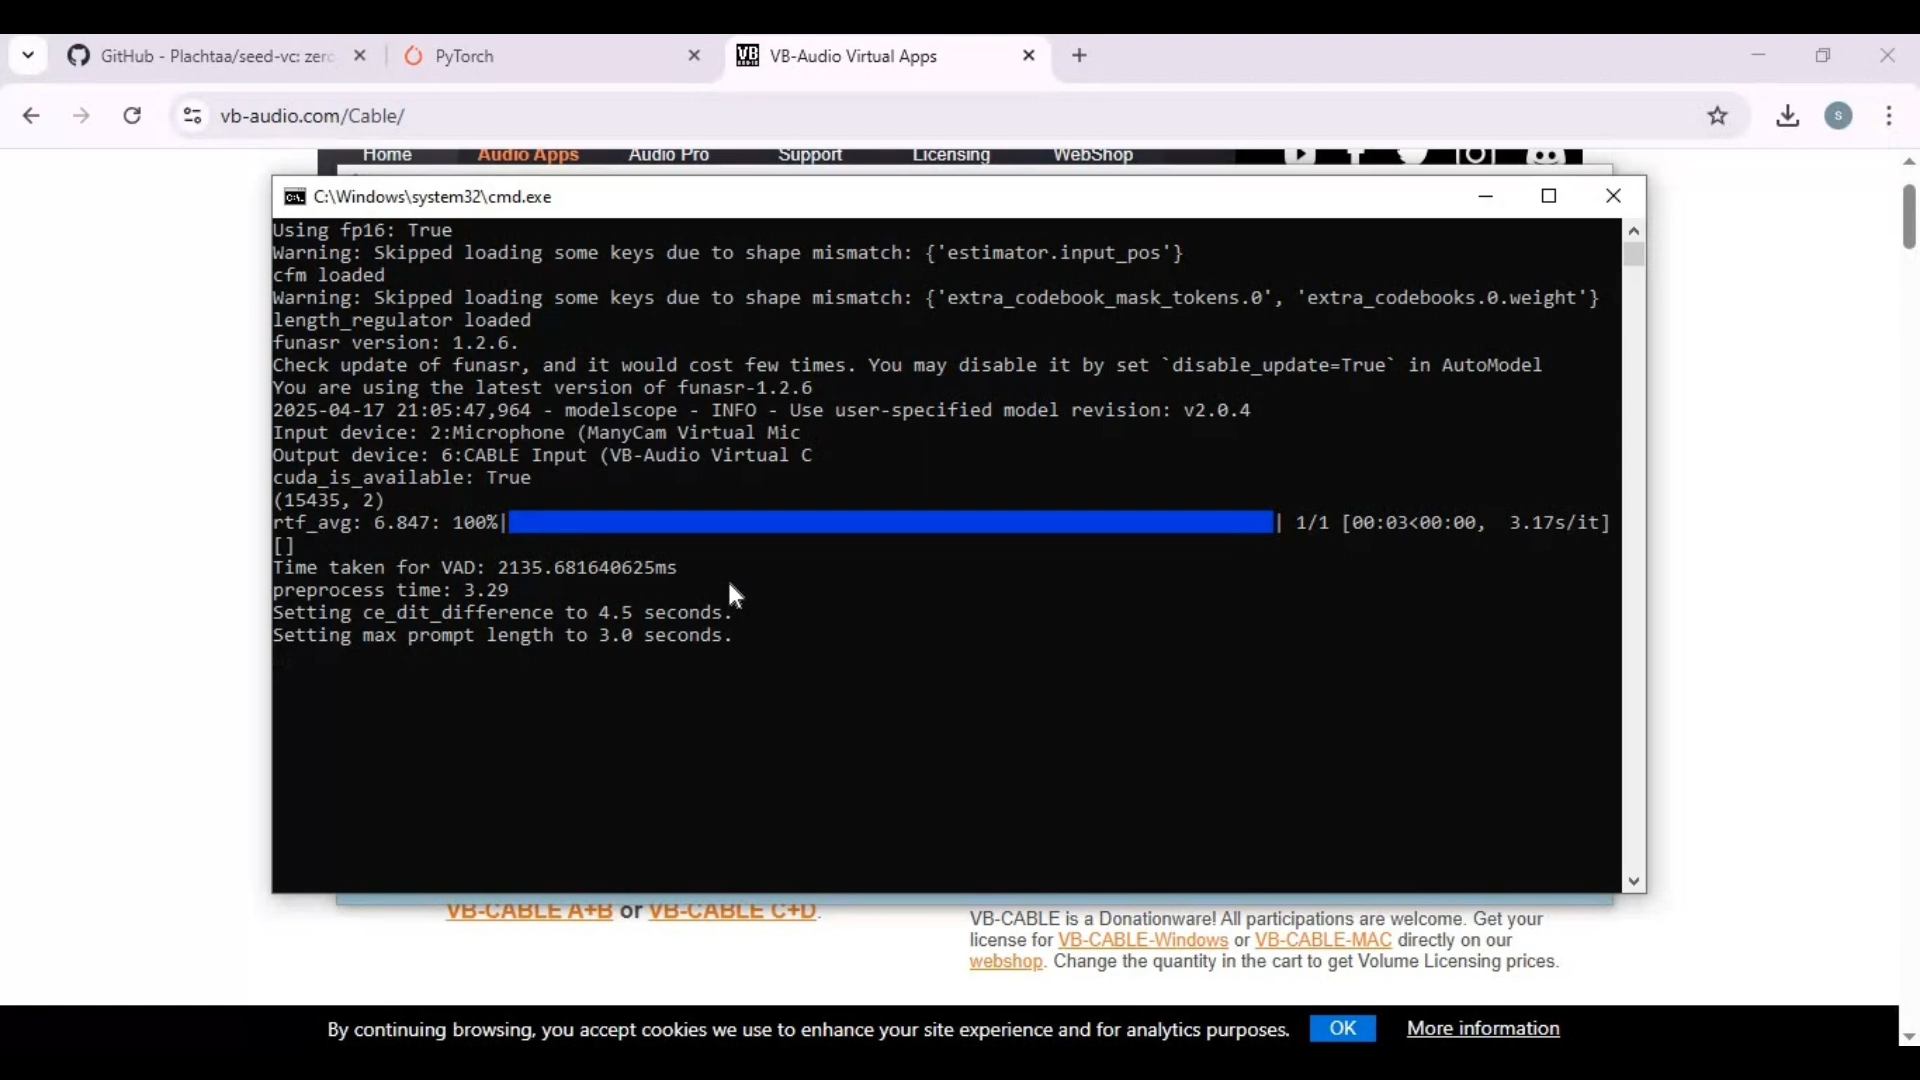 GitHub - Plachtaa/seed-vc: zero
PyTorch
VB-Audio Virtual Apps
vb-audio.com/Cable/
s
Home Audio Apps Audio Pro Support Licensing WebShop
C:\Windows\system32\cmd.exe
Using fp16: True
Warning: Skipped loading some keys due to shape mismatch: {'estimator.input_pos'}
cfm loaded
Warning: Skipped loading some keys due to shape mismatch: {'extra_codebook_mask_tokens.0', 'extra_codebooks.0.weight'}
length_regulator loaded
funasr version: 1.2.6.
Check update of funasr, and it would cost few times. You may disable it by set `disable_update=True` in AutoModel
You are using the latest version of funasr-1.2.6
2025-04-17 21:05:47,964 - modelscope - INFO - Use user-specified model revision: v2.0.4
Input device: 2:Microphone (ManyCam Virtual Mic
Output device: 6:CABLE Input (VB-Audio Virtual C
cuda_is_available: True
(15435, 2)
rtf_avg: 6.847: 100%| | 1/1 [00:03<00:00, 3.17s/it]
[]
Time taken for VAD: 2135.681640625ms
preprocess time: 3.29
Setting ce_dit_difference to 4.5 seconds.
Setting max prompt length to 3.0 seconds.
VB-CABLE A+B or VB-CABLE C+D.
VB-CABLE is a Donationware! All participations are welcome. Get your
license for VB-CABLE-Windows or VB-CABLE-MAC directly on our
webshop. Change the quantity in the cart to get Volume Licensing prices.
By continuing browsing, you accept cookies we use to enhance your site experience and for analytics purposes. OK More information